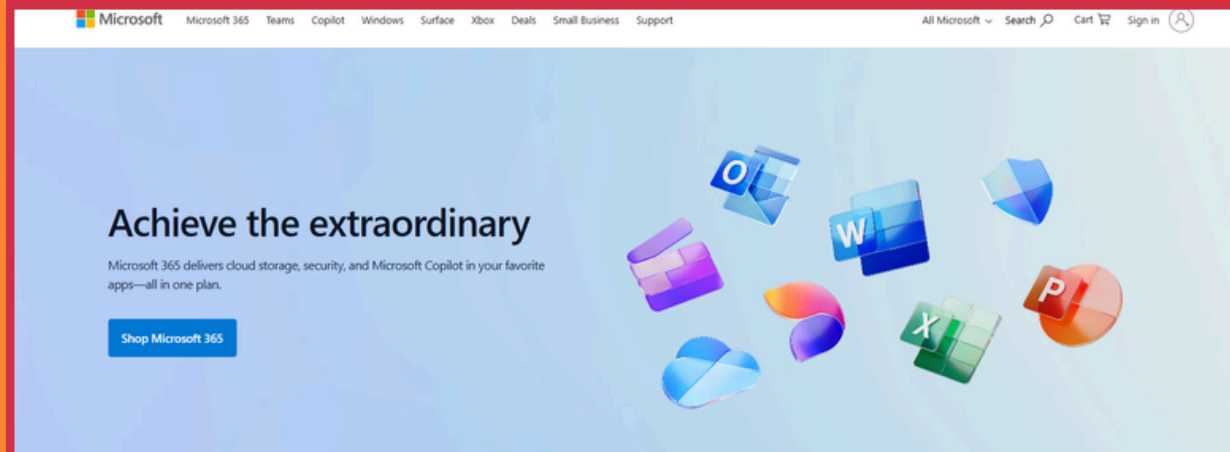 Microsoft Microsoft 365 Teams Copilot Windows Surface Xbox Deals Small Business Support All Microsoft Search Cart Sign in
Achieve the extraordinary
Microsoft 365 delivers cloud storage, security, and Microsoft Copilot in your favorite
apps—all in one plan.
Shop Microsoft 365
O
W
P
X